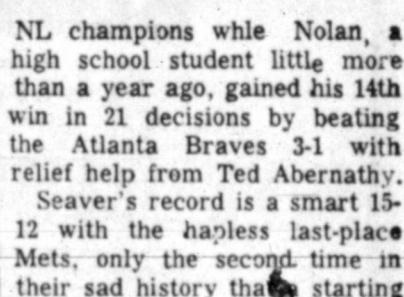 NL champions whle Nolan, a
high school student little more
than a year ago, gained his 14th
win in 21 decisions by beating
the Atlanta Braves 3-1 with
relief help from Ted Abernathy.
Seaver's record is a smart 15-
12 with the hapless last-place
Mets, only the second time in
their sad history that a starting